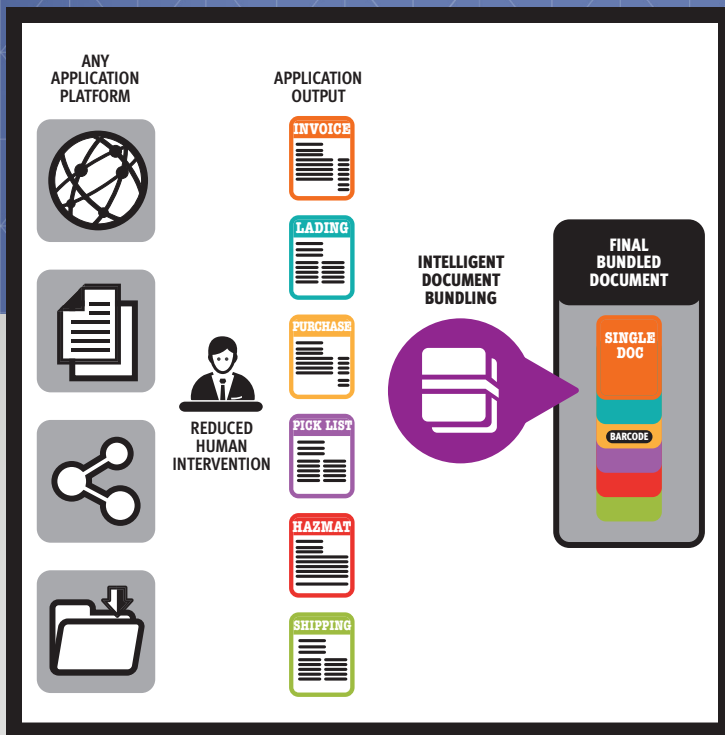 ANY
APPLICATION
PLATFORM
REDUCED
HUMAN
INTERVENTION
APPLICATION
OUTPUT
INVOICE
LADING
PURCHASE
PICK LIST
HAZMAT
SHIPPING
INTELLIGENT
DOCUMENT
BUNDLING
FINAL
BUNDLED
DOCUMENT
SINGLE
DOC
BARCODE